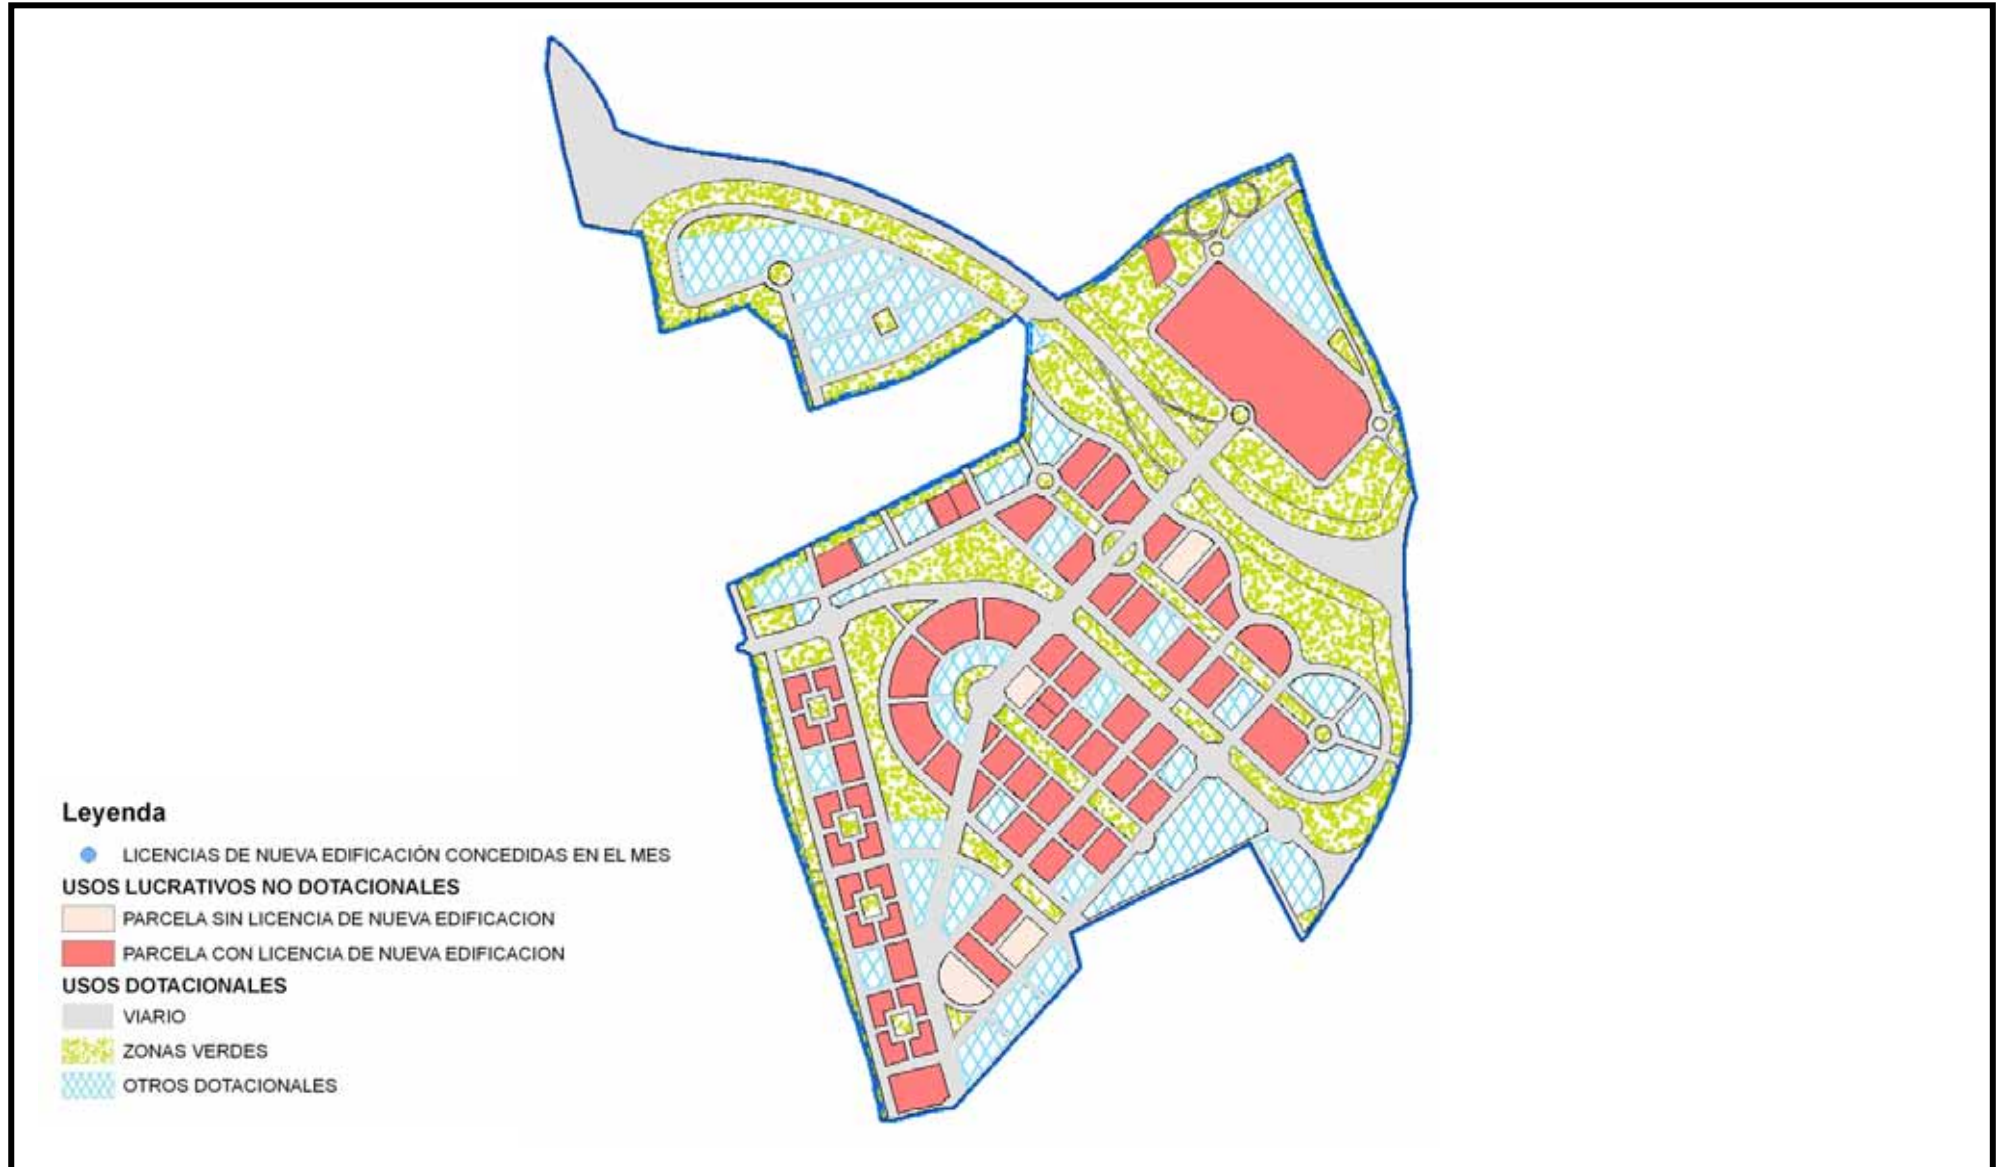 Leyenda
LICENCIAS DE NUEVA EDIFICACIÓN CONCEDIDAS EN EL MES
USOS LUCRATIVOS NO DOTACIONALES
PARCELA SIN LICENCIA DE NUEVA EDIFICACION
PARCELA CON LICENCIA DE NUEVA EDIFICACION
USOS DOTACIONALES
VIARIO
ZONAS VERDES
OTROS DOTACIONALES